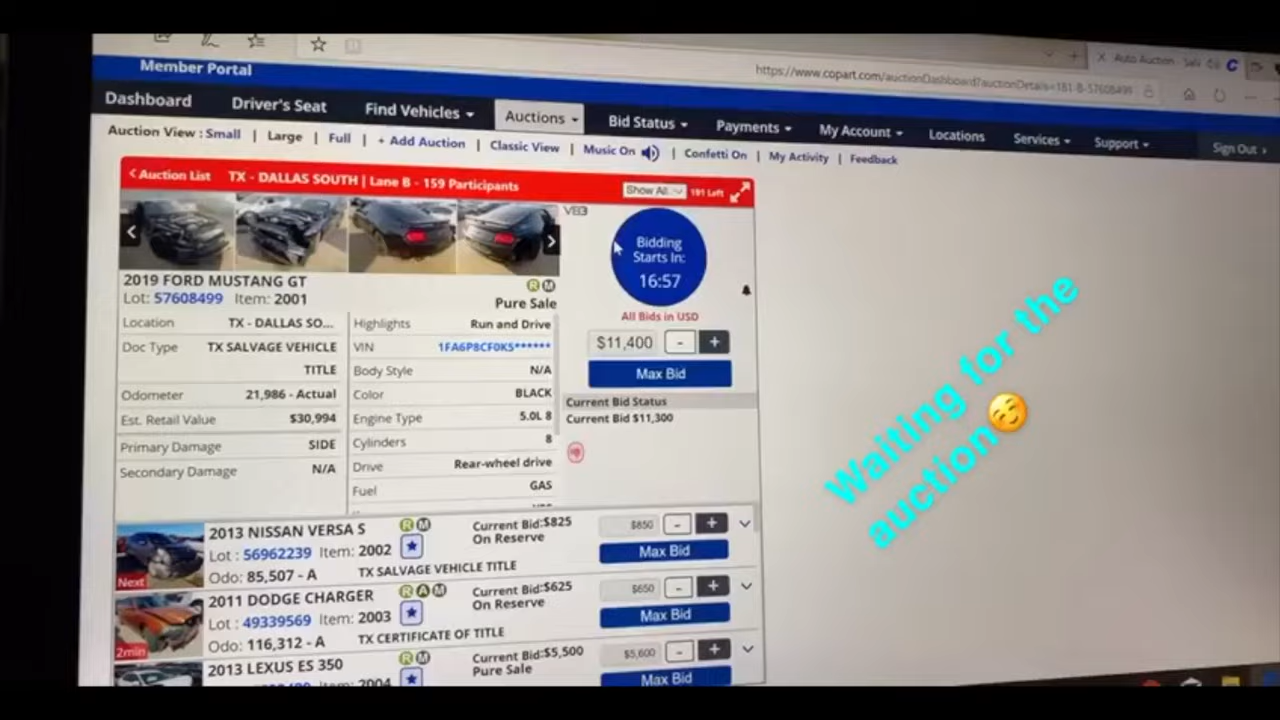 https://www.copart.com/auctionDashboard?auctionDetails=181-B-57608499
Member Portal
Dashboard Driver's Seat Find Vehicles Auctions Bid Status Payments My Account Locations Services Support Sign Out
Auction View : Small | Large | Full | + Add Auction | Classic View | Music On | Confetti On | My Activity | Feedback
Auction List TX - DALLAS SOUTH | Lane B - 159 Participants Show All 191 Left
VB3
Bidding
Starts In:
16:57
2019 FORD MUSTANG GT
R M
Lot: 57608499 Item: 2001
Pure Sale
Location TX - DALLAS SO...
Doc Type TX SALVAGE VEHICLE
TITLE
Odometer 21,986 - Actual
Est. Retail Value $30,994
Primary Damage SIDE
Secondary Damage N/A
Highlights Run and Drive
VIN 1FA6P8CF0K5******
Body Style N/A
Color BLACK
Engine Type 5.0L 8
Cylinders 8
Drive Rear-wheel drive
Fuel GAS
All Bids in USD
$11,400 - +
Max Bid
Current Bid Status
Current Bid $11,300
2013 NISSAN VERSA S R M Current Bid:$825 $850 - +
Lot : 56962239 Item: 2002 On Reserve Max Bid
Next Odo: 85,507 - A TX SALVAGE VEHICLE TITLE
2011 DODGE CHARGER R A M Current Bid:$625 $650 - +
Lot : 49339569 Item: 2003 On Reserve Max Bid
2min Odo: 116,312 - A TX CERTIFICATE OF TITLE
2013 LEXUS ES 350 R M Current Bid:$5,500 $5,600 - +
2004 Pure Sale Max Bid
Waiting for the
auction